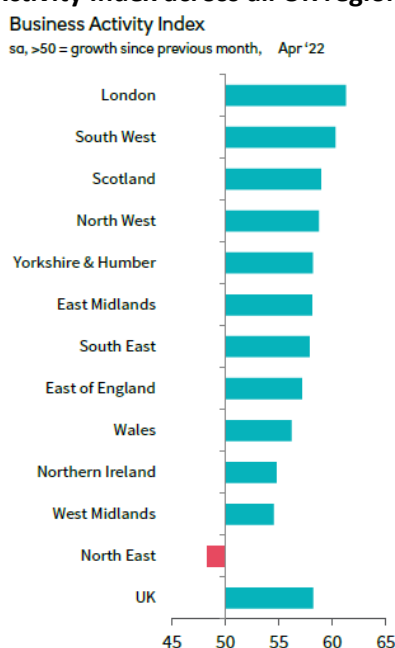 Business Activity Index
sa, >50 = growth since previous month, Apr ‘22
London
South West
Scotland
North West
Yorkshire & Humber
East Midlands
South East
East of England
Wales
Northern Ireland
West Midlands
North East
UK
45 50 55 60 65